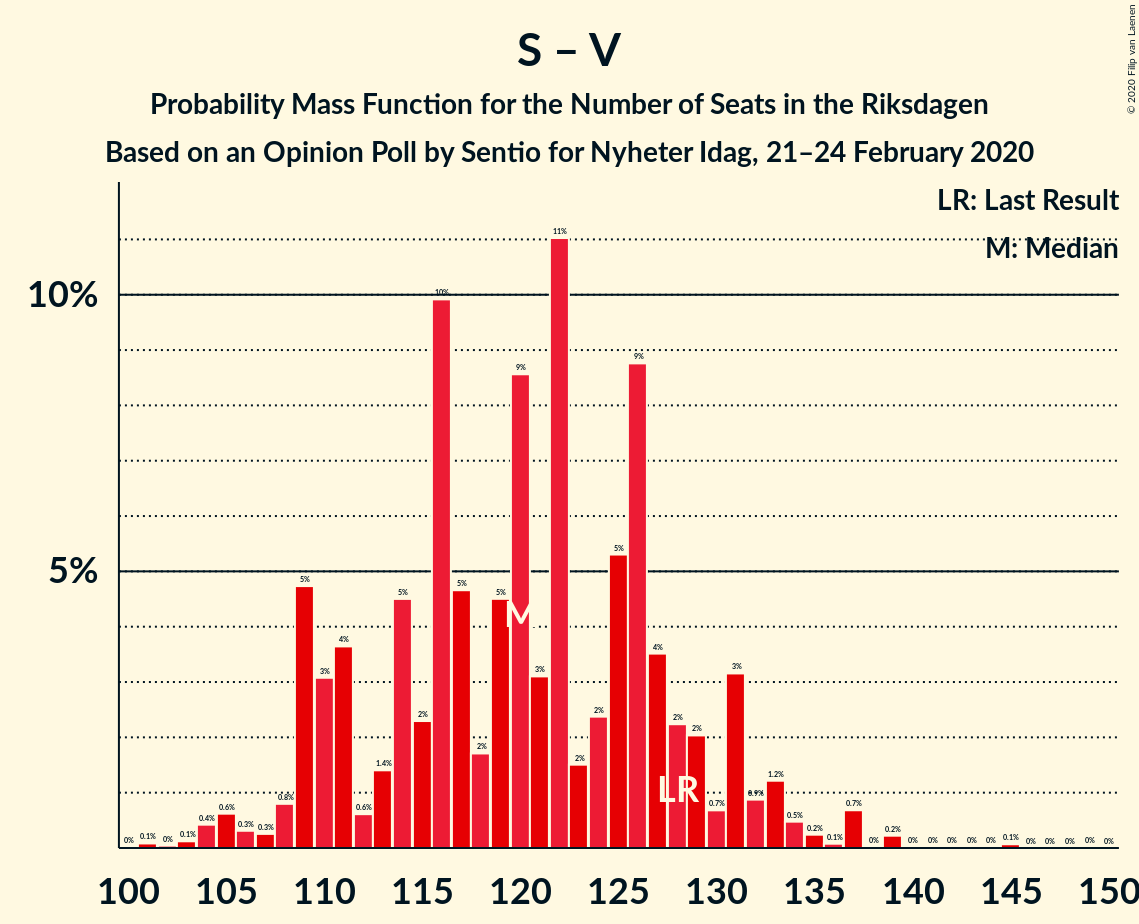 S – V
Probability Mass Function for the Number of Seats in the Riksdagen
Based on an Opinion Poll by Sentio for Nyheter Idag, 21–24 February 2020
© 2020 Filip van Laenen
LR: Last Result
M: Median
10%
5%
0% 0.1% 0% 0.1% 0.4% 0.6% 0.3% 0.3% 0.8% 5% 3% 4% 0.6% 1.4% 5% 2% 10% 5% 2% 5% 9% 3% 11% 2% 2% 5% 9% 4% 2% 2% 0.7% 3% 0.9% 1.2% 0.5% 0.2% 0.1% 0.7% 0% 0.2% 0% 0% 0% 0% 0% 0.1% 0% 0% 0% 0% 0%
M
LR
100 105 110 115 120 125 130 135 140 145 150